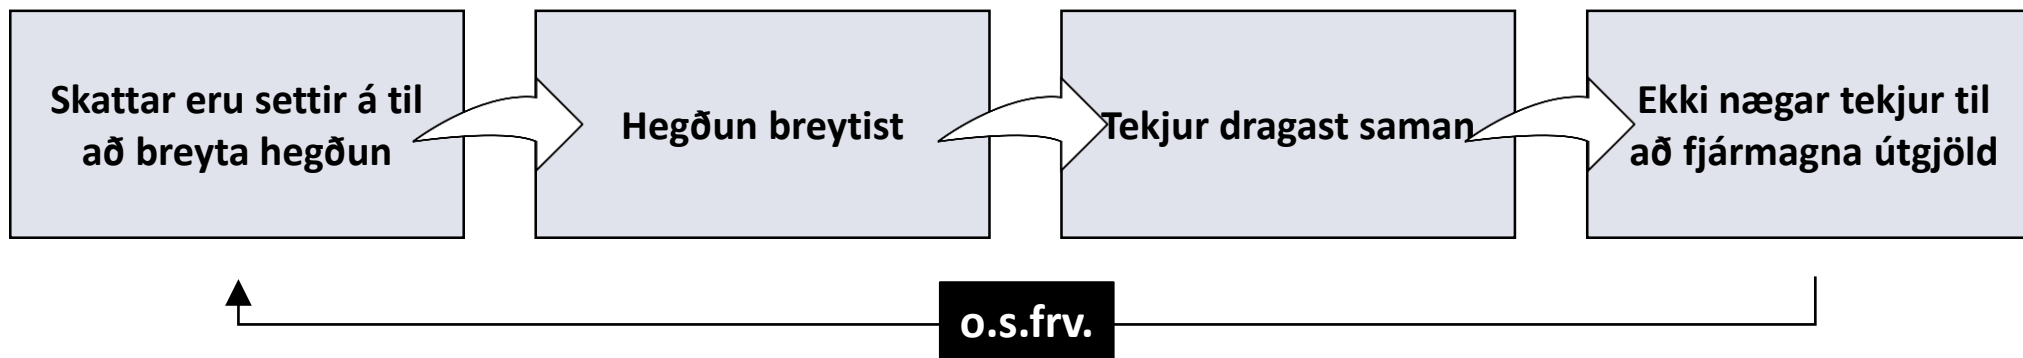 Skattar eru settir á til
að breyta hegðun
Hegðun breytist
Tekjur dragast saman
Ekki nægar tekjur til
að fjármagna útgjöld
o.s.frv.